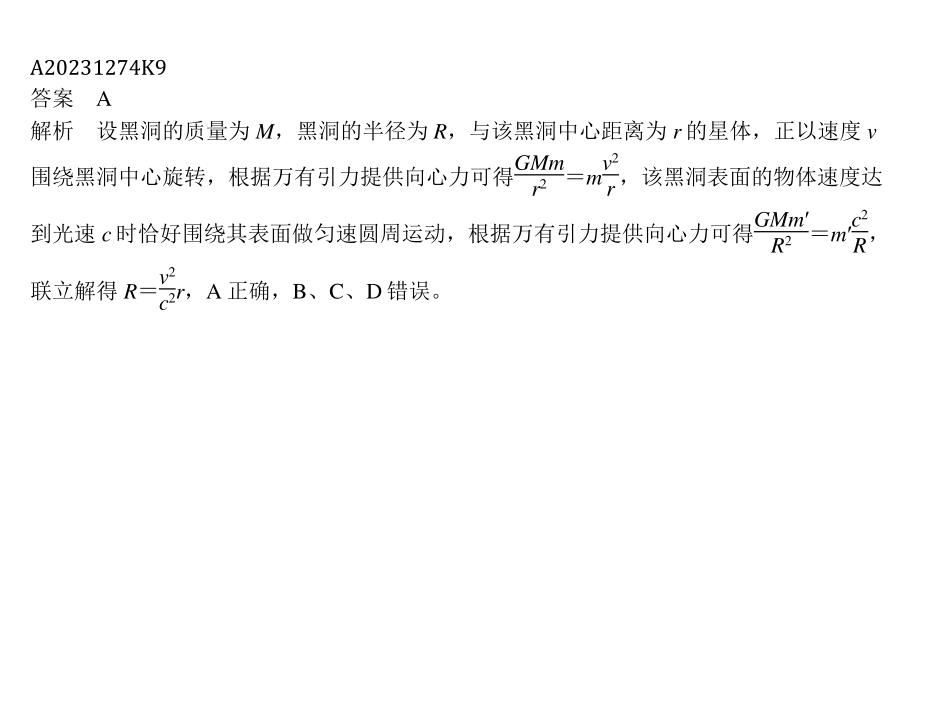 A20231274K9
答案 A
解析 设黑洞的质量为 M，黑洞的半径为 R，与该黑洞中心距离为 r 的星体，正以速度 v
围绕黑洞中心旋转，根据万有引力提供向心力可得\frac{GMm}{r^2}＝m\frac{v^2}{r}，该黑洞表面的物体速度达
到光速 c 时恰好围绕其表面做匀速圆周运动，根据万有引力提供向心力可得\frac{GMm′}{R^2}＝m′\frac{c^2}{R}，
联立解得 R＝\frac{v^2}{c^2}r，A 正确，B、C、D 错误。